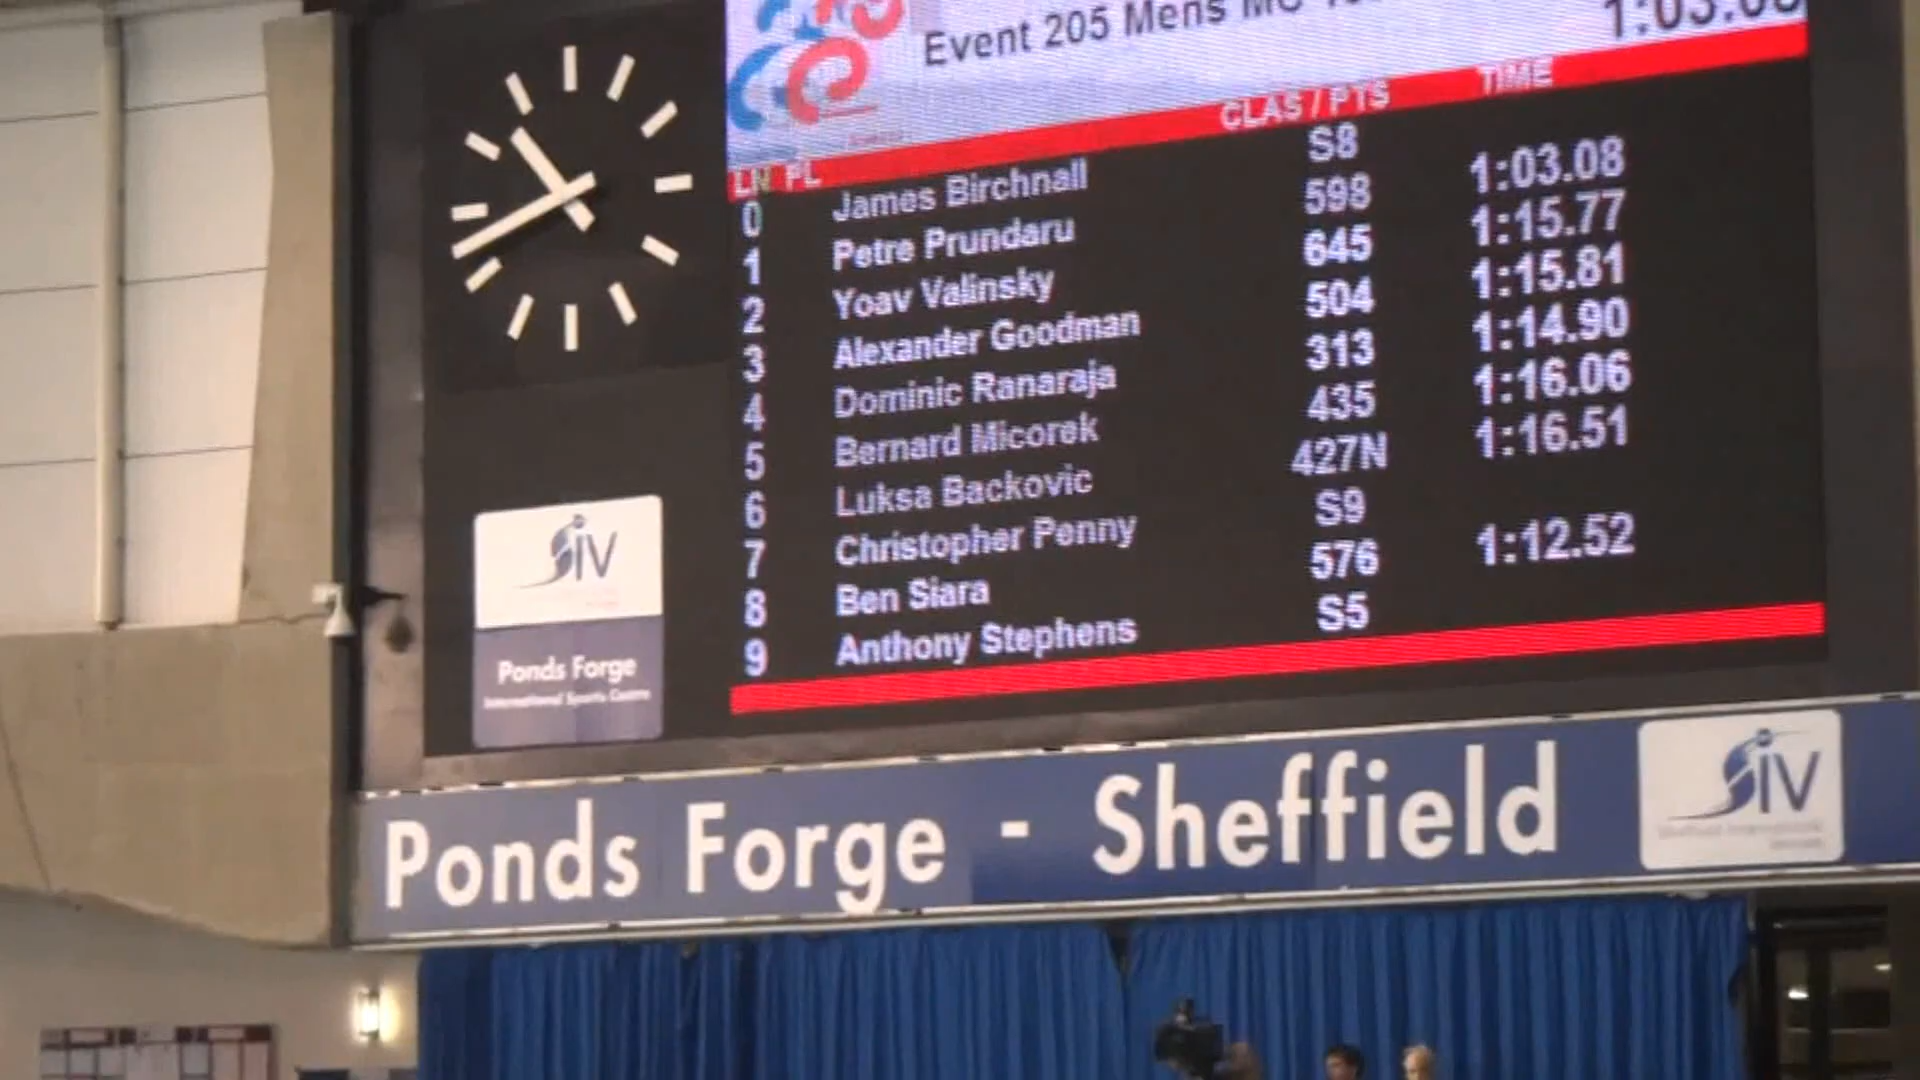 Event 205 Mens MC
1:03.08
LN PL CLAS / PTS TIME
0 James Birchnall S8
1 Petre Prundaru 598 1:03.08
2 Yoav Valinsky 645 1:15.77
3 Alexander Goodman 504 1:15.81
4 Dominic Ranaraja 313 1:14.90
5 Bernard Micorek 435 1:16.06
6 Luksa Backovic 427N 1:16.51
7 Christopher Penny S9
8 Ben Siara 576 1:12.52
9 Anthony Stephens S5
SIV
Ponds Forge
International Sports Centre
Ponds Forge - Sheffield
SIV